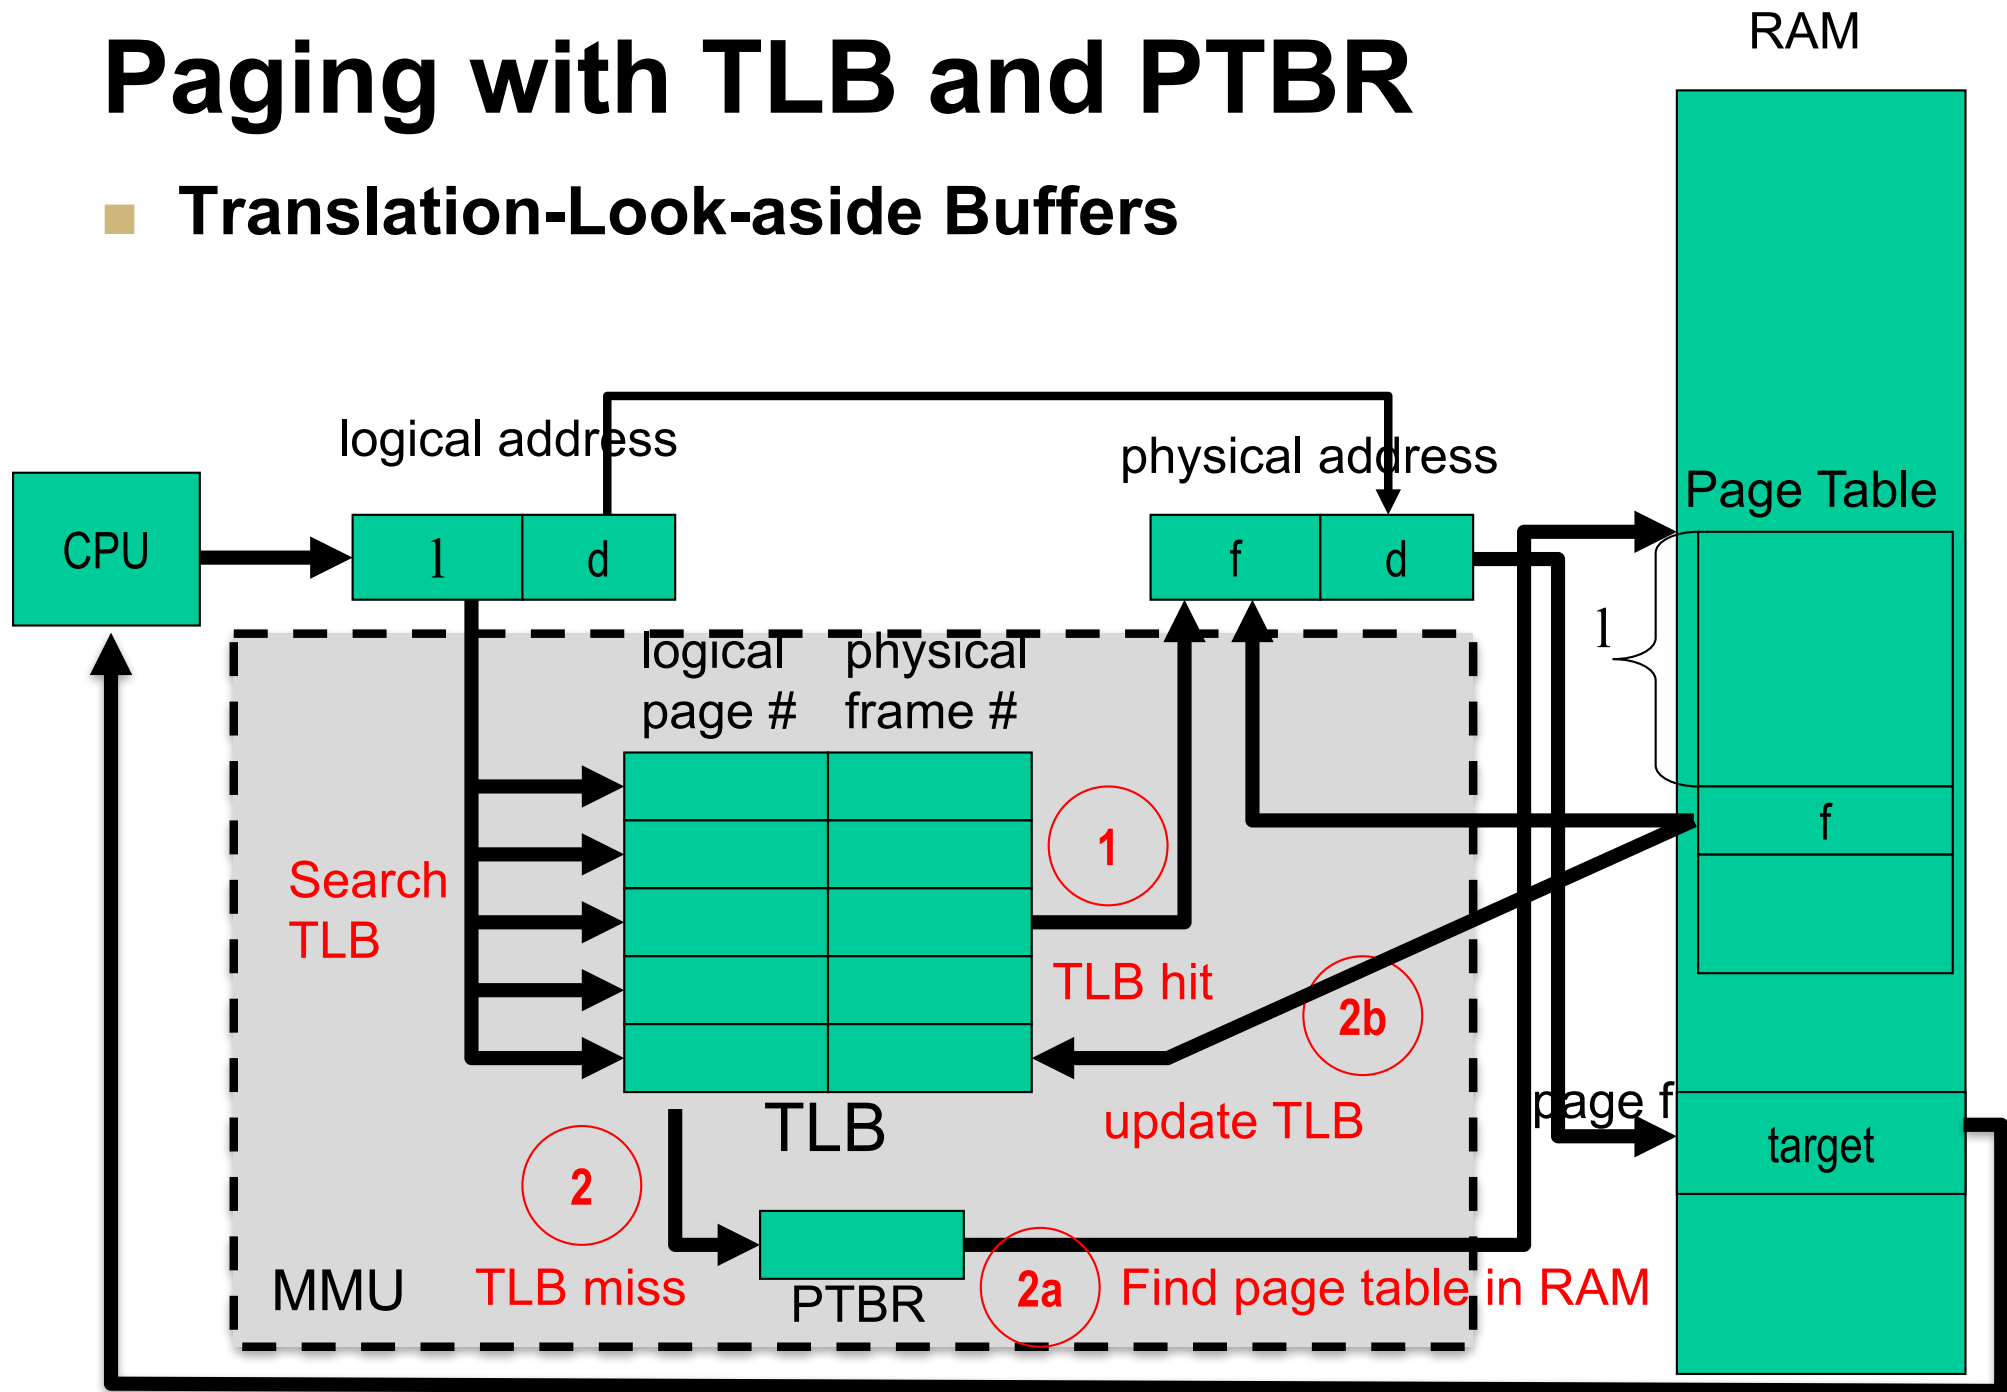 RAM
Paging with TLB and PTBR
Translation-Look-aside Buffers
logical address
physical address
Page Table
CPU
l
d
f
d
l
logical
page #
physical
frame #
f
1
Search
TLB
TLB hit
2b
page f
update TLB
TLB
target
2
MMU
TLB miss
PTBR
2a
Find page table in RAM